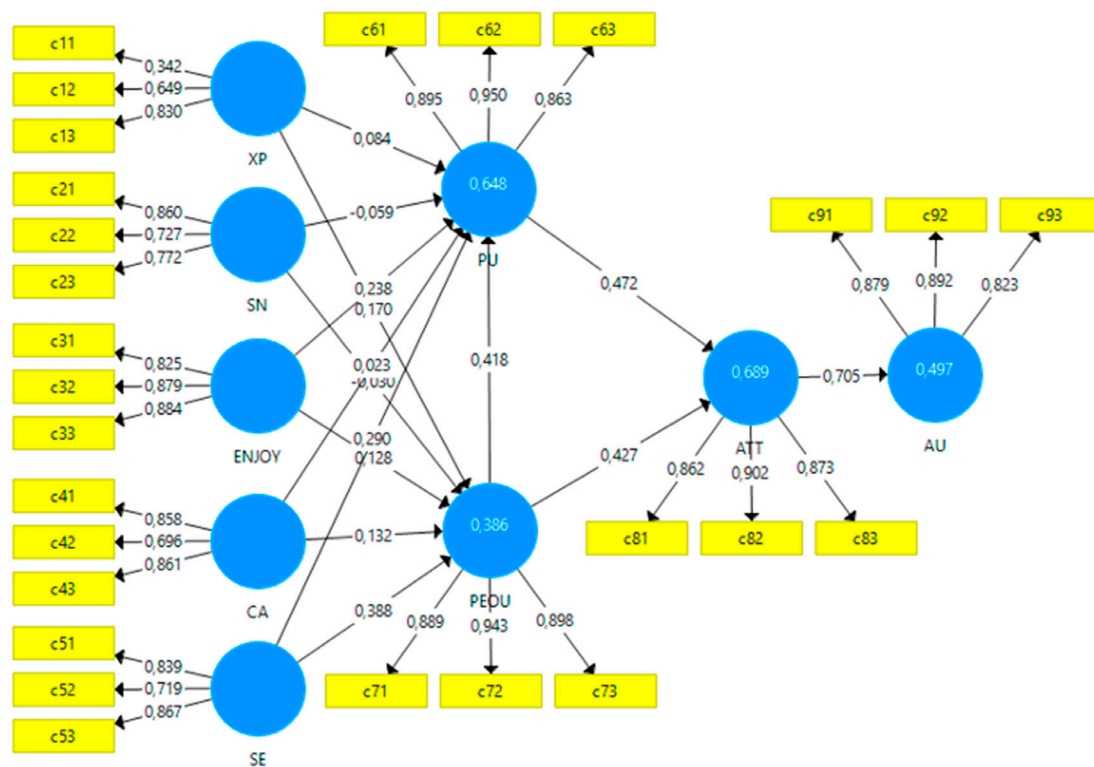 c11
c12
c13
0,342
0,649
0,830
XP
c21
c22
c23
0,860
0,727
0,772
SN
c31
c32
c33
0,825
0,879
0,884
ENJOY
c41
c42
c43
0,858
0,696
0,861
CA
c51
c52
c53
0,839
0,719
0,867
SE
c61
c62
c63
0,895
0,950
0,863
0,648
PU
0,084
-0,059
0,238
0,170
0,023
-0,030
0,290
0,128
0,132
0,388
0,418
0,386
PEOU
0,889
0,943
0,898
c71
c72
c73
0,472
0,427
0,689
ATT
0,862
0,902
0,873
c81
c82
c83
0,705
c91
c92
c93
0,879
0,892
0,823
0,497
AU